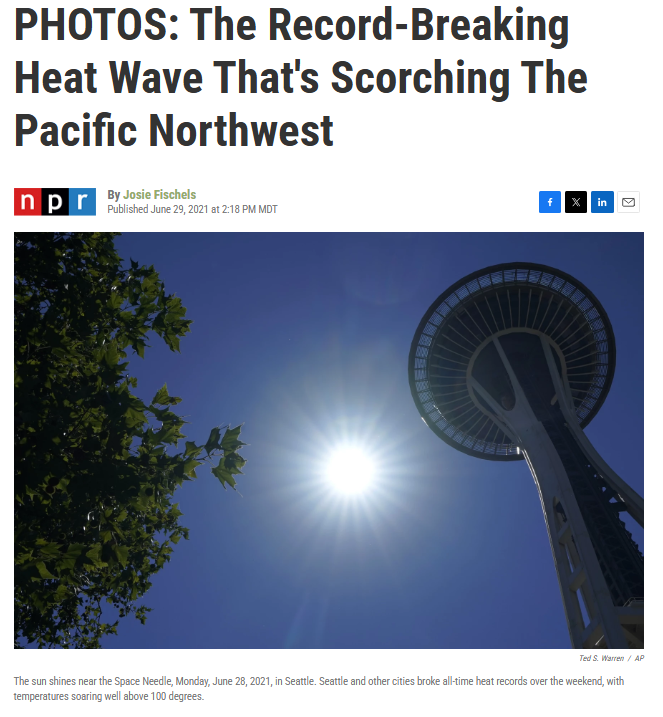 PHOTOS: The Record-Breaking
Heat Wave That's Scorching The
Pacific Northwest
npr
By Josie Fischels
Published June 29, 2021 at 2:18 PM MDT
Ted S. Warren / AP
The sun shines near the Space Needle, Monday, June 28, 2021, in Seattle. Seattle and other cities broke all-time heat records over the weekend, with
temperatures soaring well above 100 degrees.